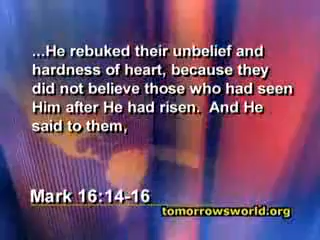 ...He rebuked their unbelief and
hardness of heart, because they
did not believe those who had seen
Him after He had risen.  And He
said to them,
Mark 16:14-16
tomorrowsworld.org